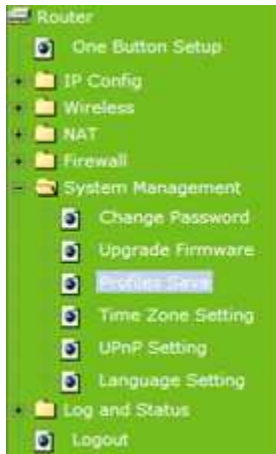 Router
One Button Setup
IP Config
Wireless
NAT
Firewall
System Management
Change Password
Upgrade Firmware
Profiles Save
Time Zone Setting
UPnP Setting
Language Setting
Log and Status
Logout